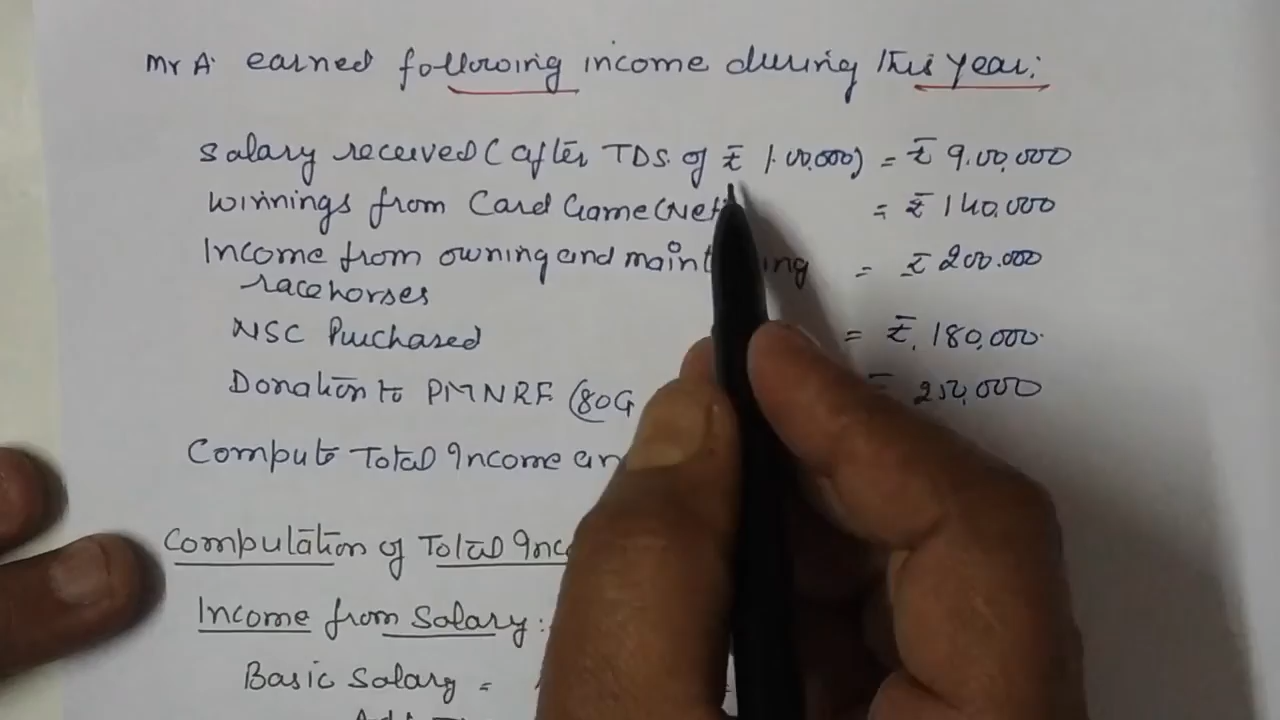 Mr A. earned following income during this year:
Salary received (after TDS. of ₹ 1.00,000) = ₹ 9.00,000
Winnings from Card Game (Net = ₹ 140.000
Income from owning and maint ing = ₹ 200.000
racehorses
NSC Purchased = ₹. 180,000.
Donation to PMNRF (80G 250,000
Compute Total Income
Computation of Total Inc
Income from Salary:
Basic Salary =